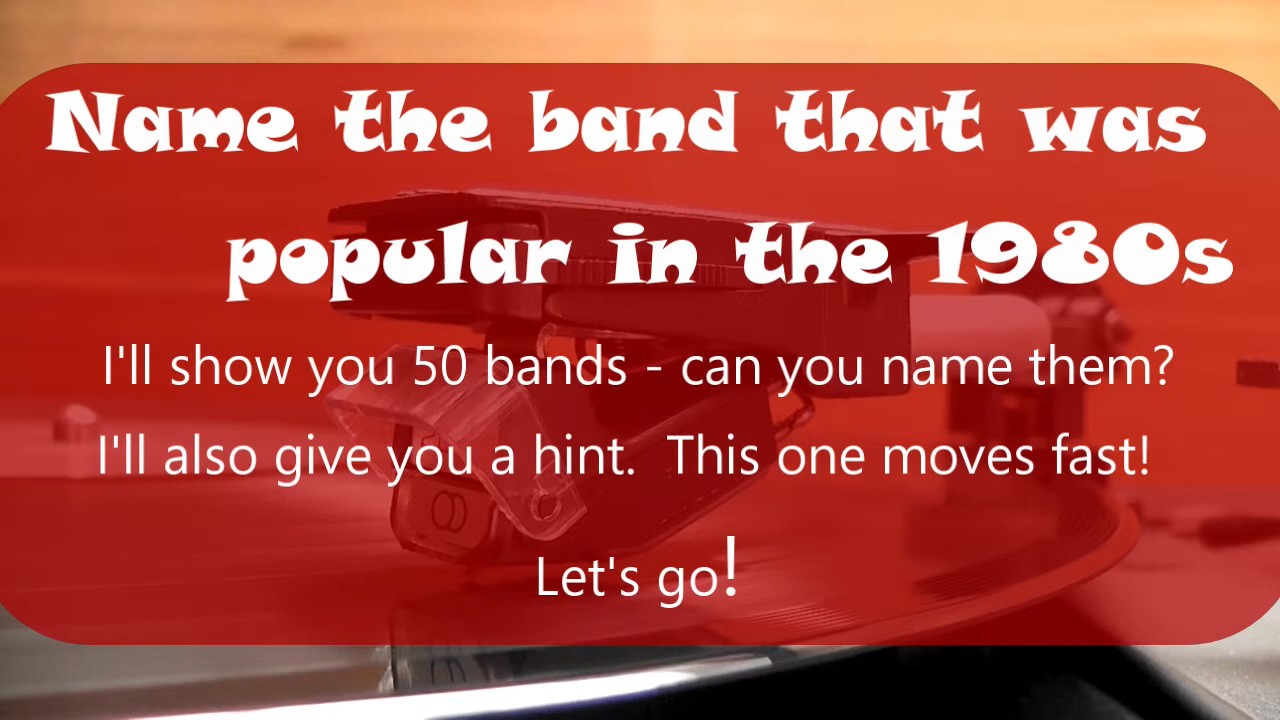 Name the band that was
popular in the 1980s
I'll show you 50 bands - can you name them?
I'll also give you a hint.  This one moves fast!
Let's go!